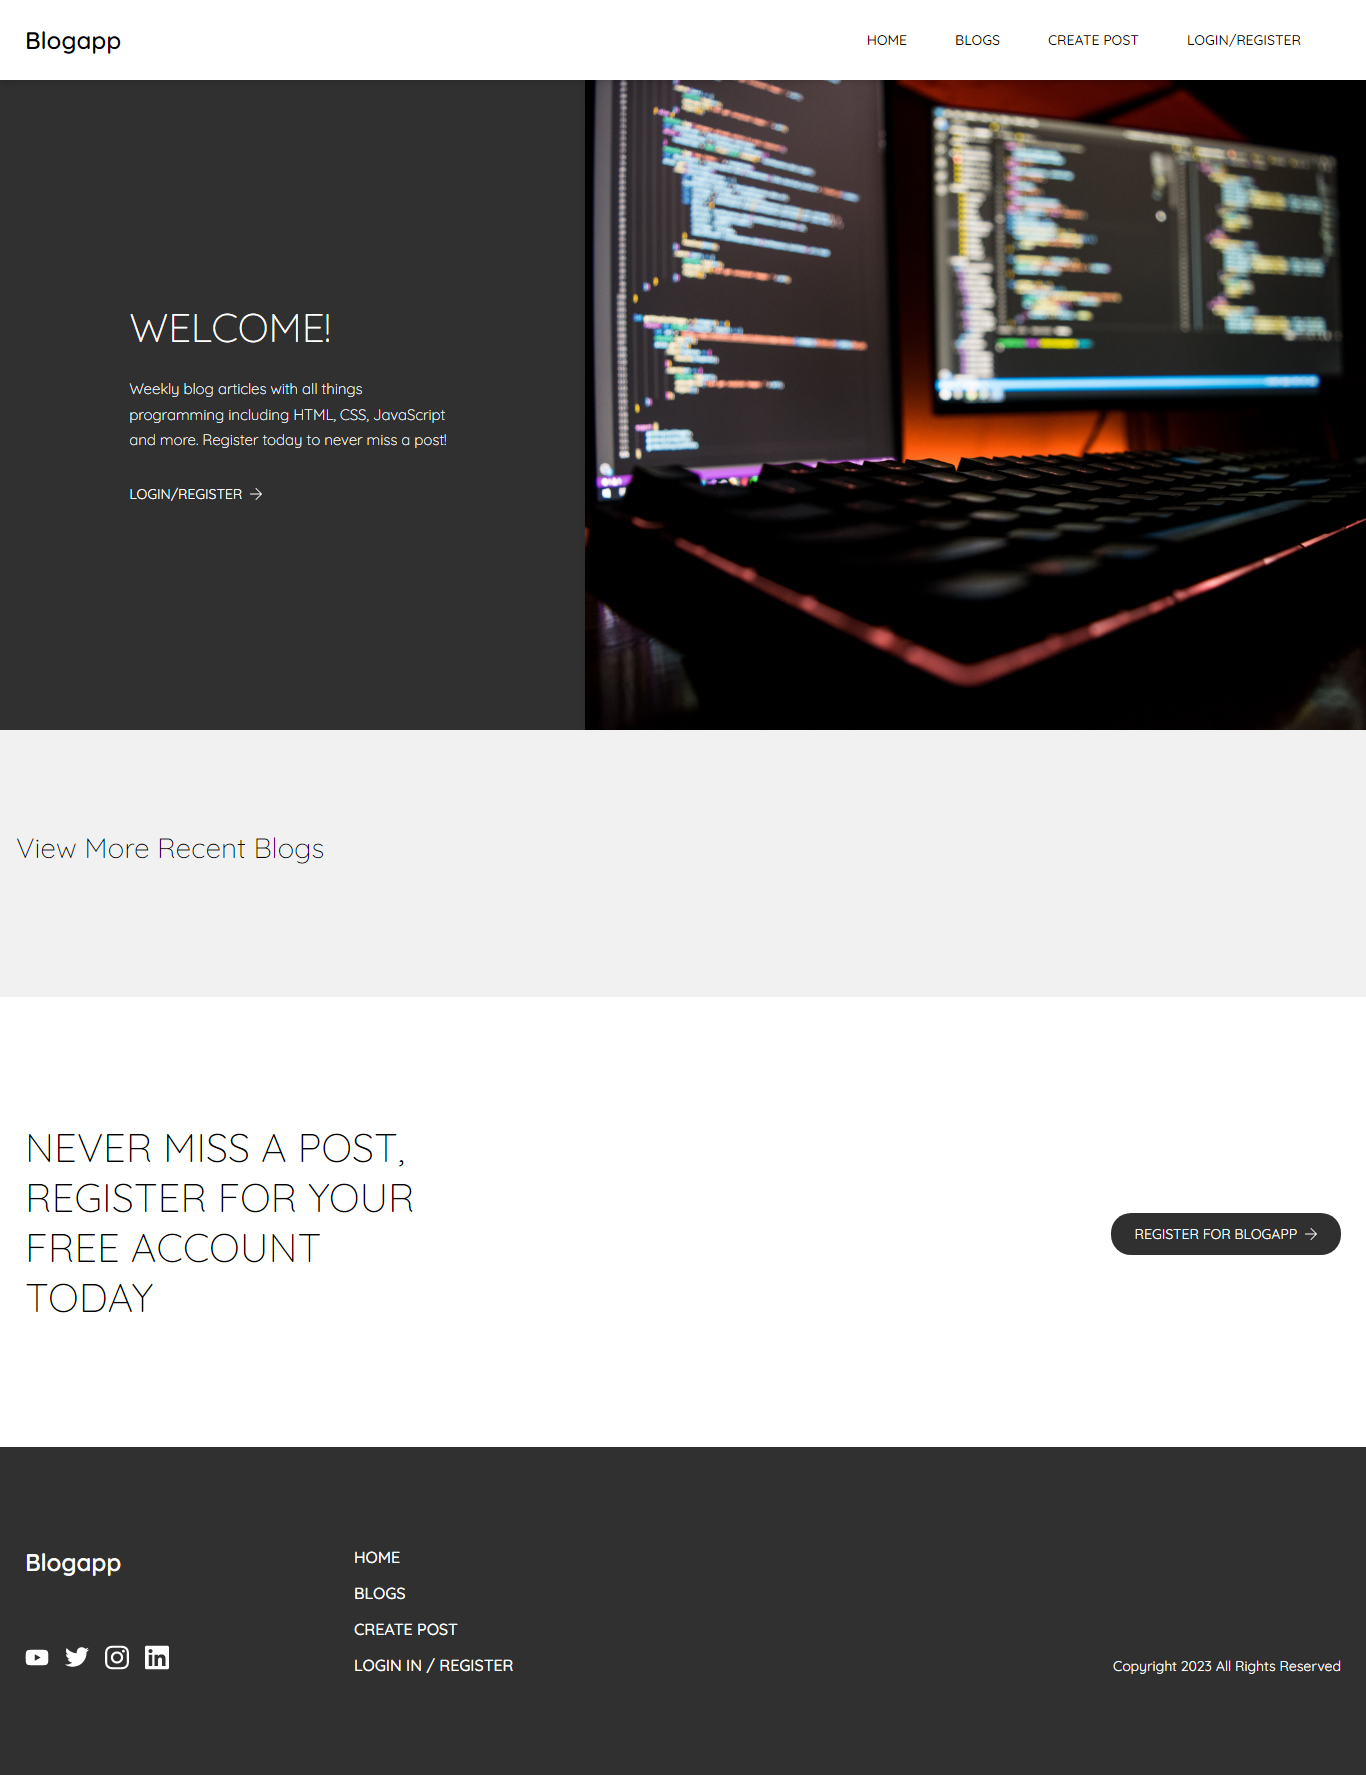 Blogapp
HOME
BLOGS
CREATE POST
LOGIN/REGISTER
WELCOME!
Weekly blog articles with all things
programming including HTML, CSS, JavaScript
and more. Register today to never miss a post!
LOGIN/REGISTER
View More Recent Blogs
NEVER MISS A POST,
REGISTER FOR YOUR
FREE ACCOUNT
TODAY
REGISTER FOR BLOGAPP
Blogapp
HOME
BLOGS
CREATE POST
LOGIN IN / REGISTER
Copyright 2023 All Rights Reserved